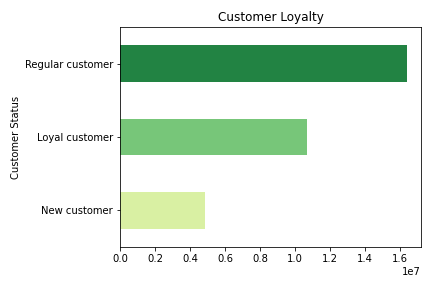 Customer Loyalty
Customer Status
Regular customer
Loyal customer
New customer
0.0 0.2 0.4 0.6 0.8 1.0 1.2 1.4 1.6
1e7